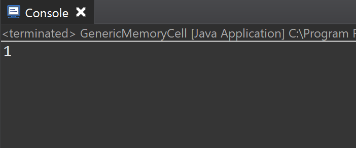 Console
<terminated> GenericMemoryCell [Java Application] C:\Program
1